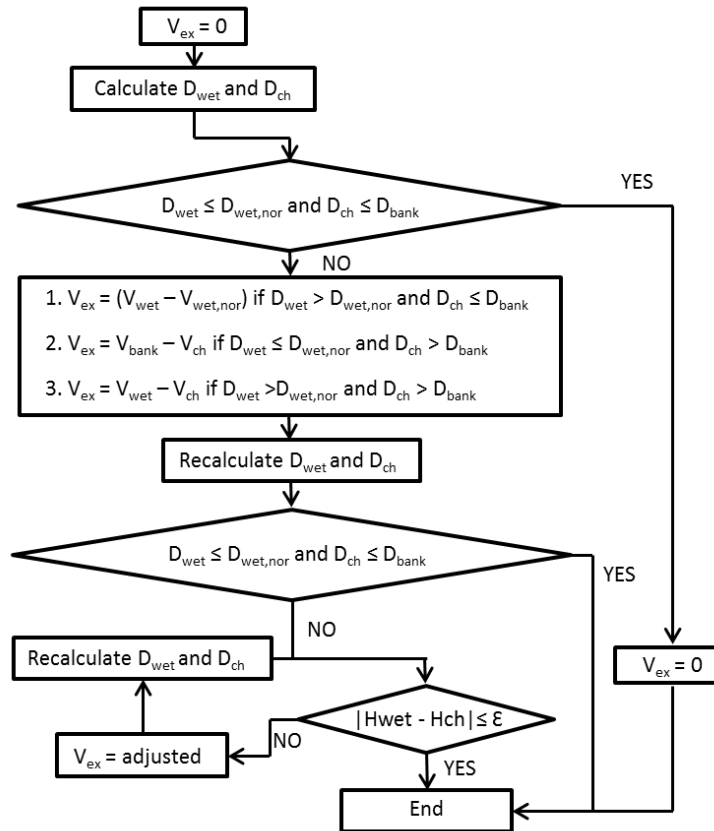 V_ex = 0
Calculate D_wet and D_ch
D_wet ≤ D_wet,nor and D_ch ≤ D_bank
YES
NO
1. V_ex = (V_wet – V_wet,nor) if D_wet > D_wet,nor and D_ch ≤ D_bank
2. V_ex = V_bank – V_ch if D_wet ≤ D_wet,nor and D_ch > D_bank
3. V_ex = V_wet – V_ch if D_wet >D_wet,nor and D_ch > D_bank
Recalculate D_wet and D_ch
D_wet ≤ D_wet,nor and D_ch ≤ D_bank
YES
NO
Recalculate D_wet and D_ch
V_ex = 0
|Hwet - Hch| ≤ Ɛ
NO
V_ex = adjusted
YES
End